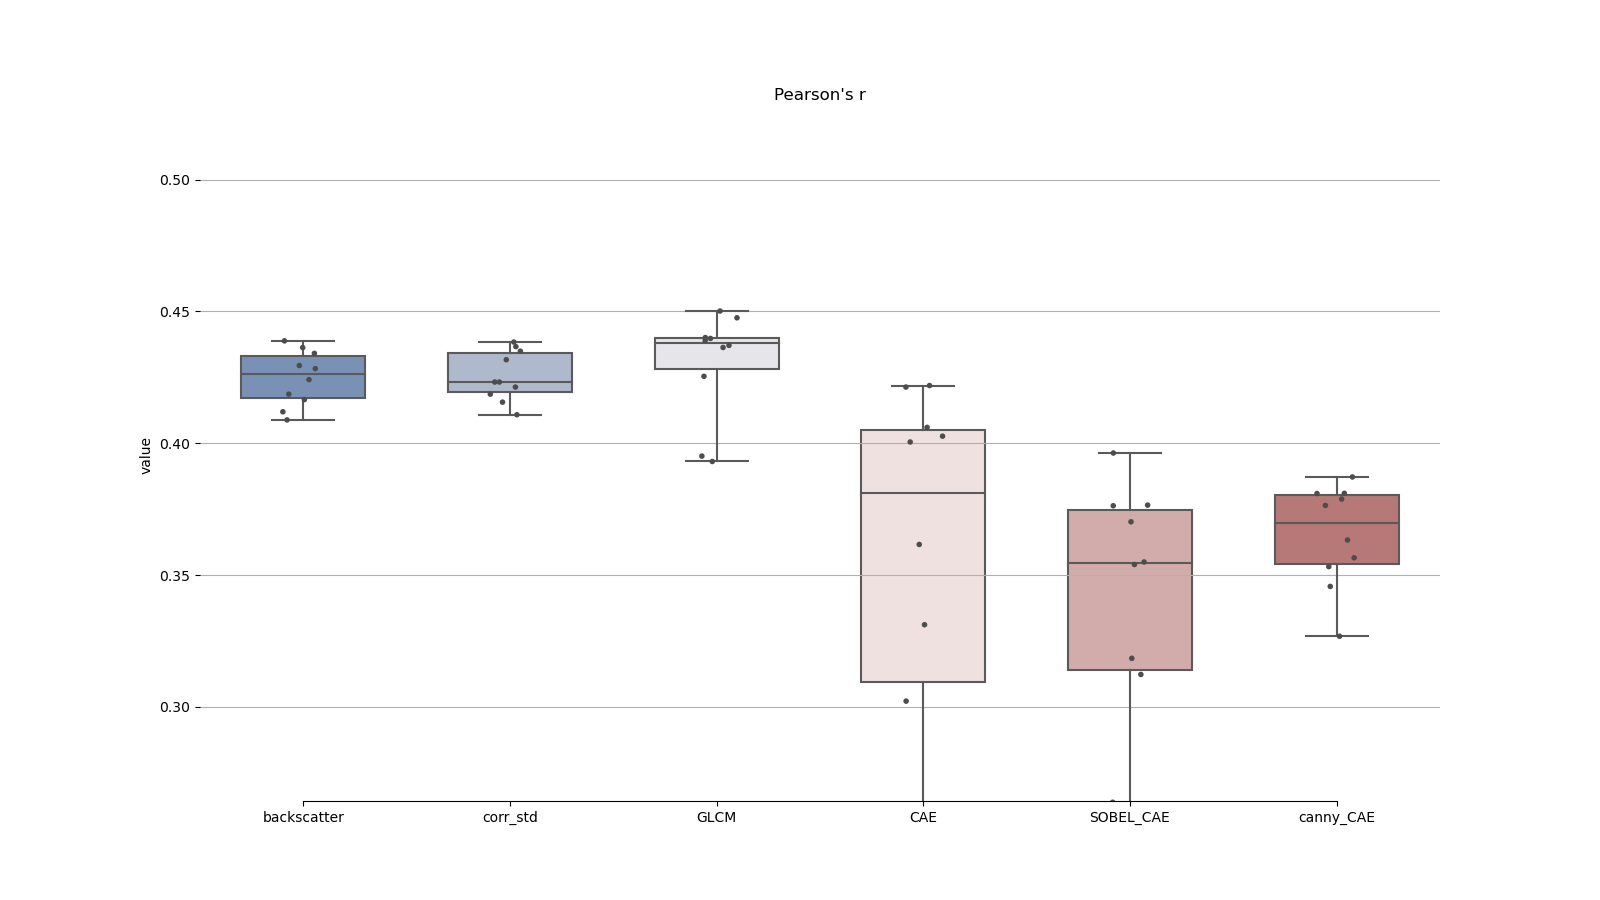 Pearson's r
0.50
0.45
0.40
value
0.35
0.30
backscatter
corr_std
GLCM
CAE
SOBEL_CAE
canny_CAE